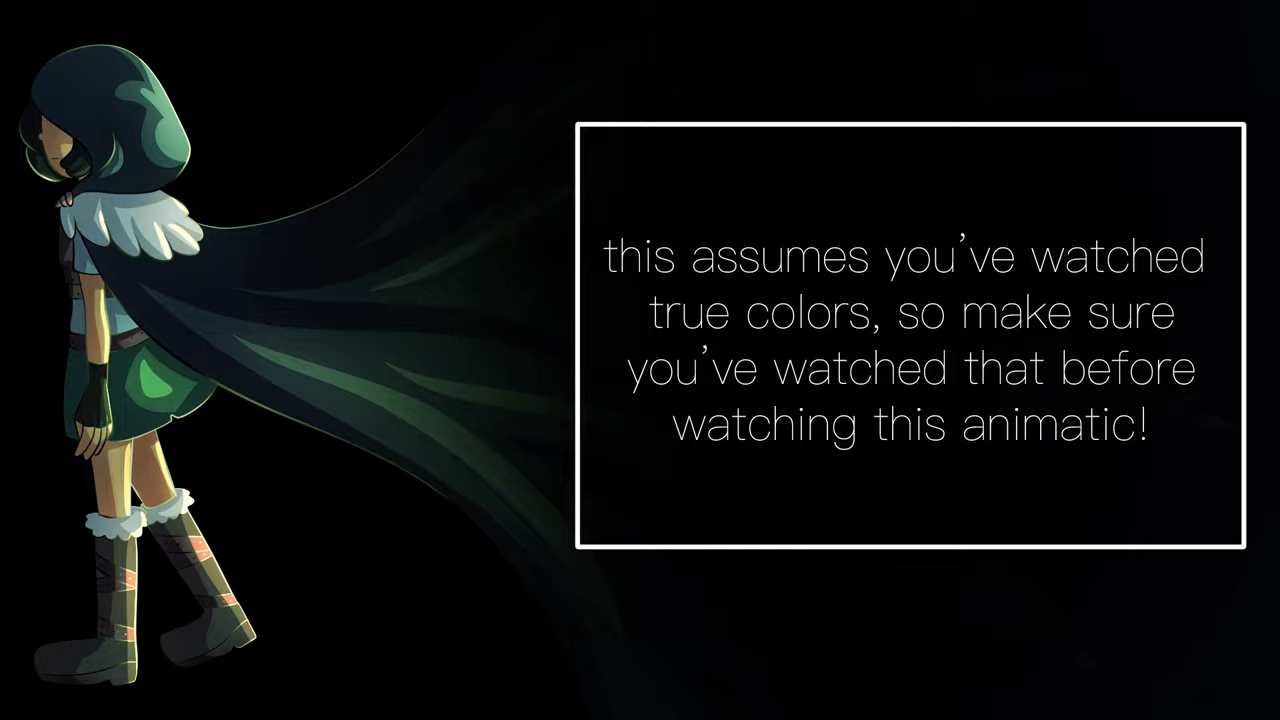 this assumes you’ve watched
true colors, so make sure
you’ve watched that before
watching this animatic!